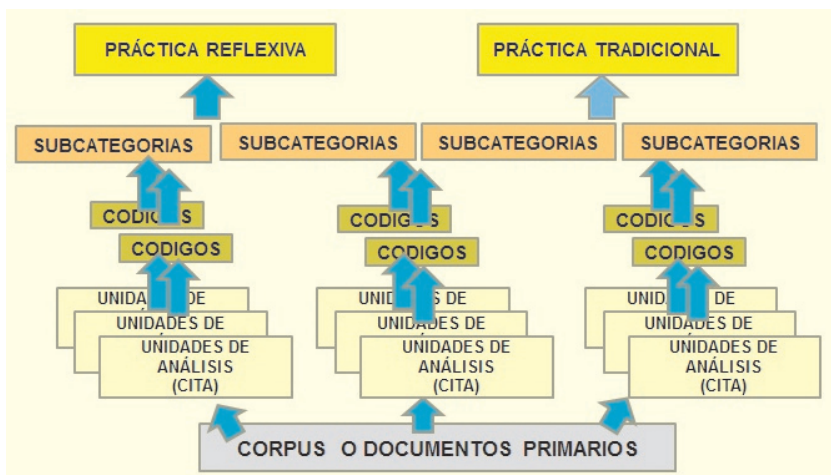 PRÁCTICA REFLEXIVA
PRÁCTICA TRADICIONAL
SUBCATEGORIAS
SUBCATEGORIAS
SUBCATEGORIAS
SUBCATEGORIAS
CODIGOS
CODIGOS
CODIGOS
CODIGOS
CODIGOS
CODIGOS
UNIDADES DE
UNIDADES DE
UNIDADES DE
ANÁLISIS
(CITA)
UNIDADES DE
UNIDADES DE
UNIDADES DE
ANÁLISIS
(CITA)
UNIDADES DE
UNIDADES DE
UNIDADES DE
ANÁLISIS
(CITA)
CORPUS O DOCUMENTOS PRIMARIOS